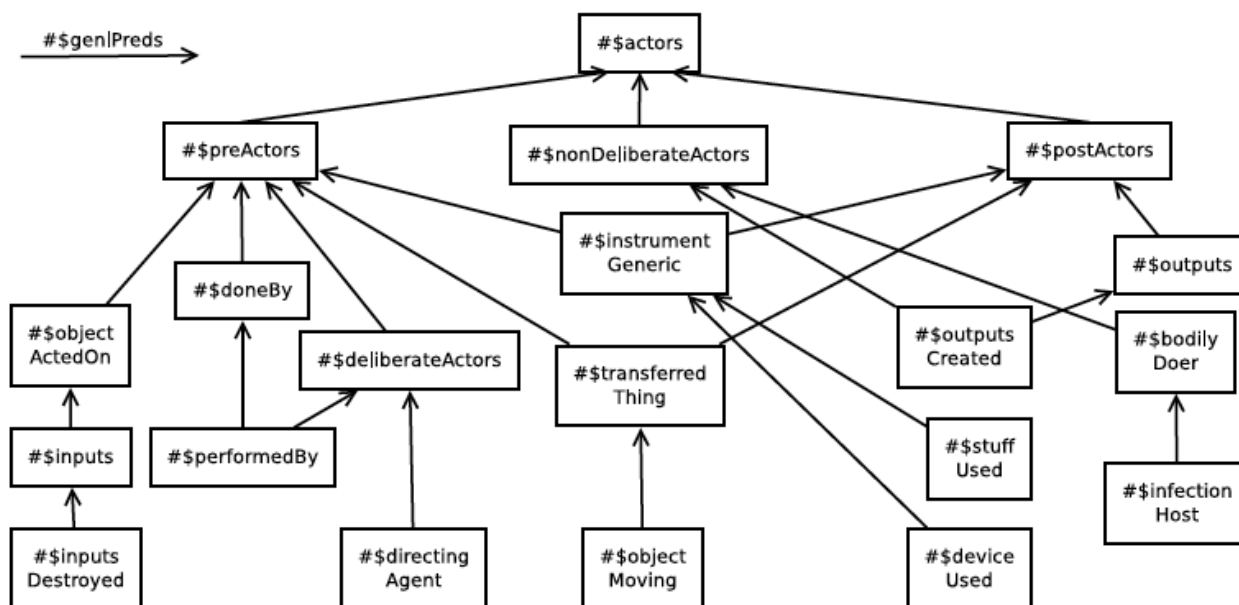 #$genlPreds
#$actors
#$preActors
#$nonDeliberateActors
#$postActors
#$instrument
Generic
#$outputs
#$doneBy
#$object
ActedOn
#$deliberateActors
#$transferred
Thing
#$outputs
Created
#$bodily
Doer
#$inputs
#$performedBy
#$stuff
Used
#$infection
Host
#$inputs
Destroyed
#$directing
Agent
#$object
Moving
#$device
Used